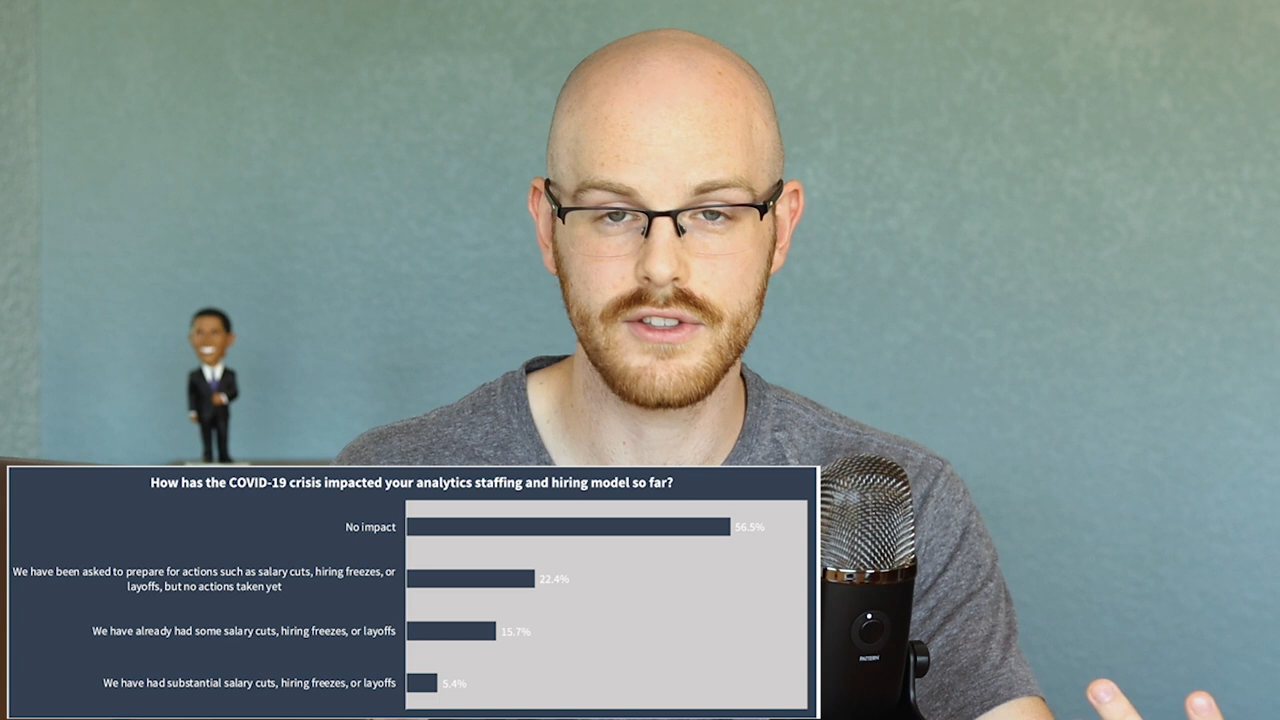 How has the COVID-19 crisis impacted your analytics staffing and hiring model so far?
No impact
56.5%
We have been asked to prepare for actions such as salary cuts, hiring freezes, or
layoffs, but no actions taken yet
22.4%
We have already had some salary cuts, hiring freezes, or layoffs
15.7%
We have had substantial salary cuts, hiring freezes, or layoffs
5.4%
PATTERN